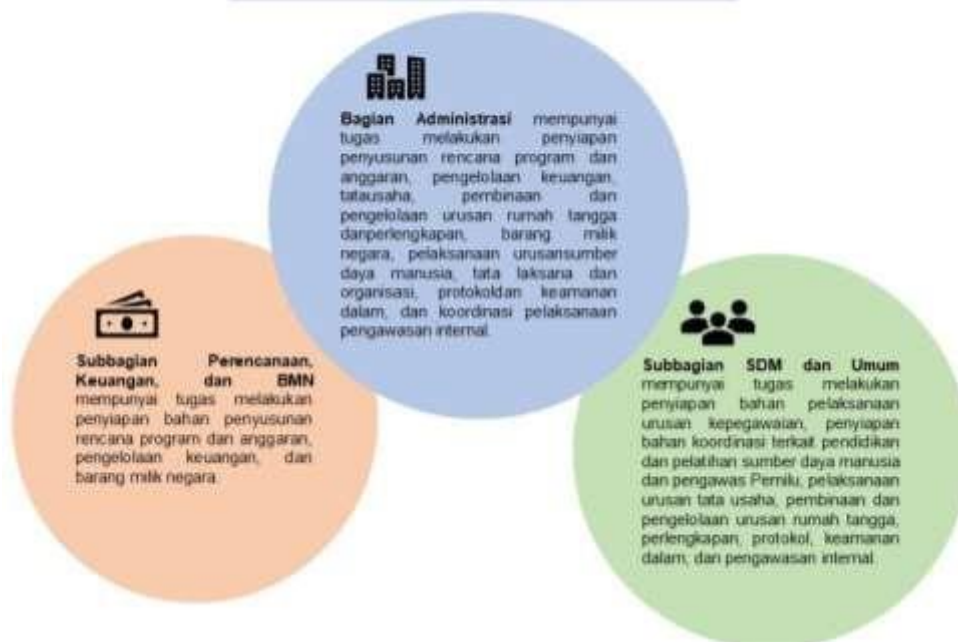 Bagian Administrasi mempunyai
tugas melakukan penyiapan
penyusunan rencana program dan
anggaran, pengelolaan keuangan,
tatausaha, pembinaan dan
pengelolaan urusan rumah tangga
danperlengkapan, barang milik
negara, pelaksanaan urusansumber
daya manusia, tata laksana dan
organisasi, protokoldan keamanan
dalam, dan koordinasi pelaksanaan
pengawasan internal.
Subbagian Perencanaan,
Keuangan, dan BMN
mempunyai tugas melakukan
penyiapan bahan penyusunan
rencana program dan anggaran,
pengelolaan keuangan, dan
barang milik negara
Subbagian SDM dan Umum
mempunyai tugas melakukan
penyiapan bahan pelaksanaan
urusan kepegawaian, penyiapan
bahan koordinasi terkait pendidikan
dan pelatihan sumber daya manusia
dan pengawas Pemilu, pelaksanaan
urusan tata usaha, pembinaan dan
pengelolaan urusan rumah tangga,
perlengkapan, protokol, keamanan
dalam, dan pengawasan internal.